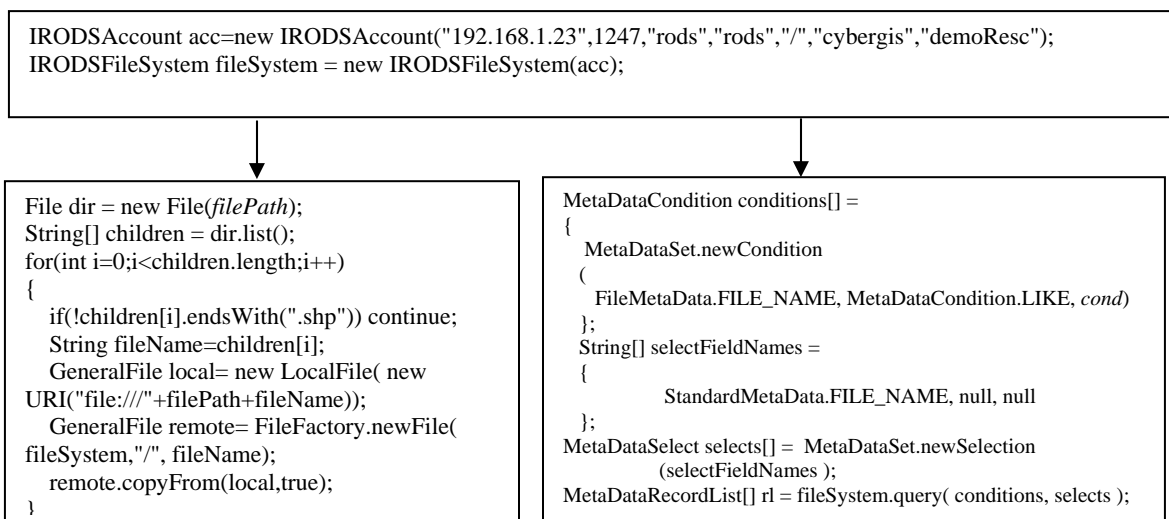 IRODSAccount acc=new IRODSAccount("192.168.1.23",1247,"rods","rods","/","cybergis","demoResc");
IRODSFileSystem fileSystem = new IRODSFileSystem(acc);
File dir = new File(filePath);
String[] children = dir.list();
for(int i=0;i<children.length;i++)
{
if(!children[i].endsWith(".shp")) continue;
String fileName=children[i];
GeneralFile local= new LocalFile( new
URI("file:///"+filePath+fileName));
GeneralFile remote= FileFactory.newFile(
fileSystem,"/", fileName);
remote.copyFrom(local,true);
}
MetaDataCondition conditions[] =
{
MetaDataSet.newCondition
(
FileMetaData.FILE_NAME, MetaDataCondition.LIKE, cond)
};
String[] selectFieldNames =
{
StandardMetaData.FILE_NAME, null, null
};
MetaDataSelect selects[] = MetaDataSet.newSelection
(selectFieldNames );
MetaDataRecordList[] rl = fileSystem.query( conditions, selects );